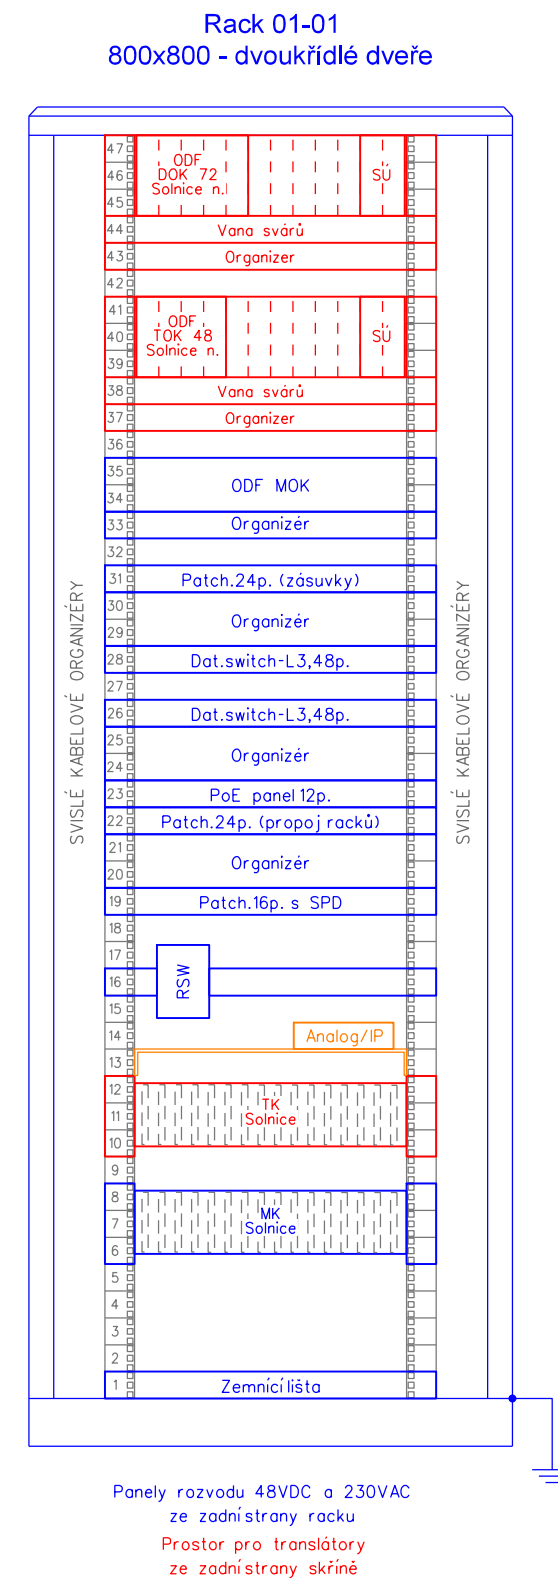 Rack 01-01
800x800 - dvoukřídlé dveře
47
46
45
ODF
DOK 72
Solnice n.
SÚ
44
Vana svárů
43
Organizer
42
41
40
39
ODF
TOK 48
Solnice n.
SÚ
38
Vana svárů
37
Organizer
36
35
34
ODF MOK
33
Organizér
32
31
Patch.24p. (zásuvky)
30
29
Organizér
28
Dat.switch-L3,48p.
27
26
Dat.switch-L3,48p.
25
24
Organizér
23
PoE panel 12p.
22
Patch.24p. (propoj racků)
21
20
Organizér
19
Patch.16p. s SPD
18
17
16
RSW
15
14
Analog/IP
13
12
11
10
TK
Solnice
9
8
7
6
MK
Solnice
5
4
3
2
1
Zemnící lišta
SVISLÉ KABELOVÉ ORGANIZÉRY
SVISLÉ KABELOVÉ ORGANIZÉRY
Panely rozvodu 48VDC a 230VAC
ze zadní strany racku
Prostor pro translátory
ze zadní strany skříně